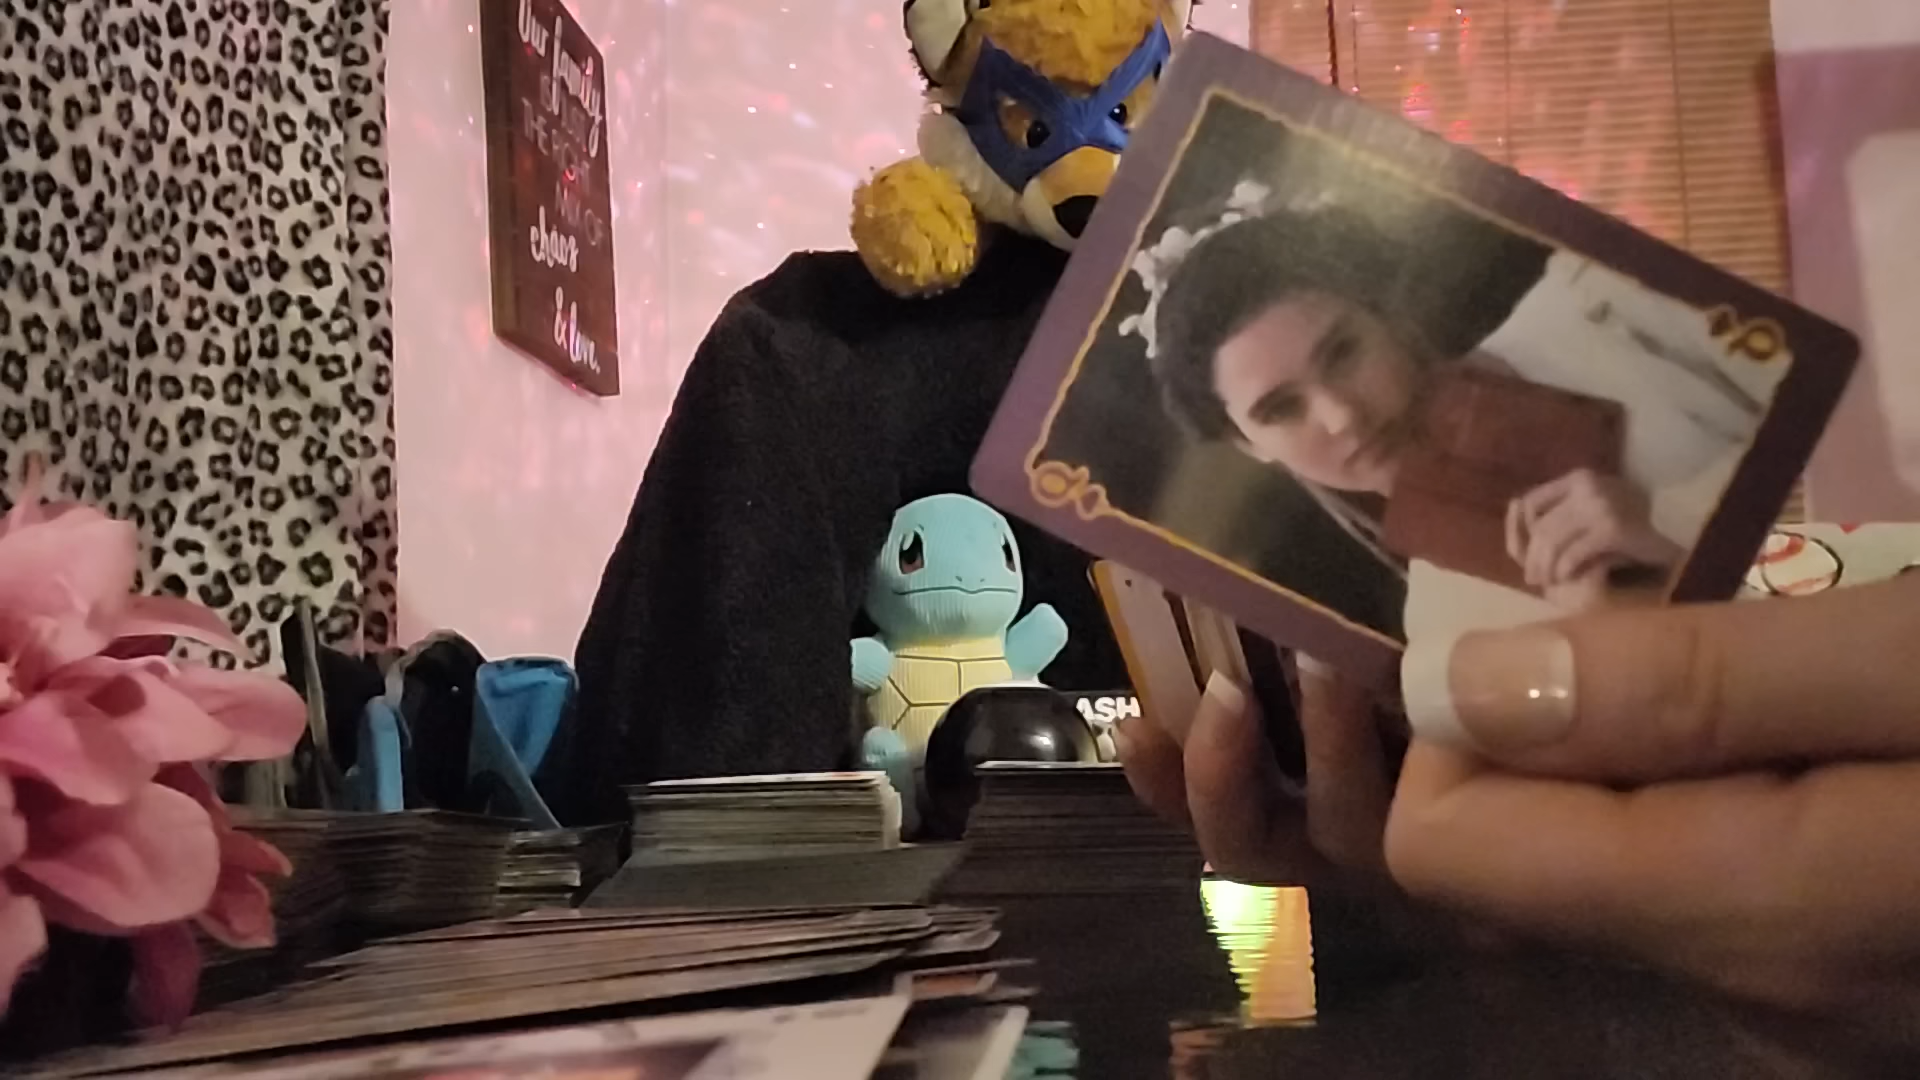 Our family
IS JUST
THE RIGHT
MIX OF
chaos
& love.
ASH